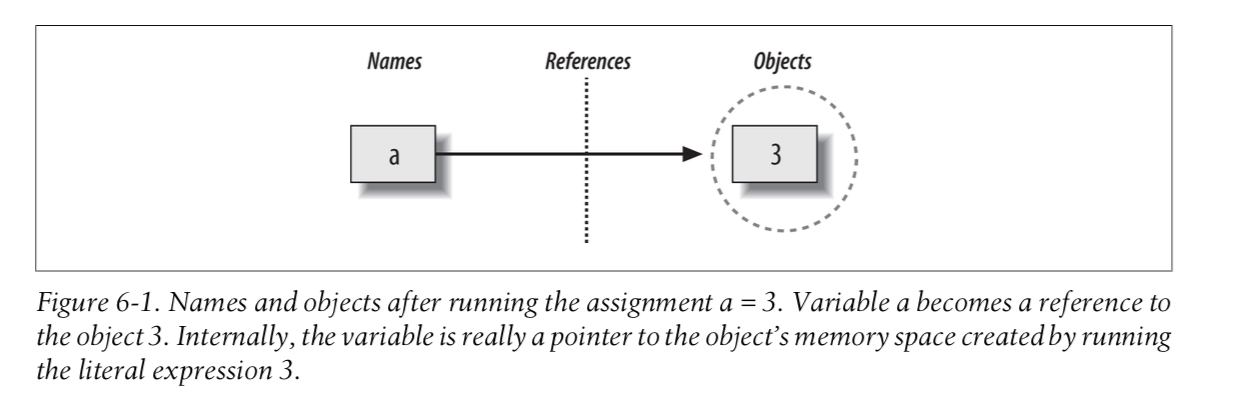 Names References Objects
a 3
Figure 6-1. Names and objects after running the assignment a = 3. Variable a becomes a reference to
the object 3. Internally, the variable is really a pointer to the object’s memory space created by running
the literal expression 3.